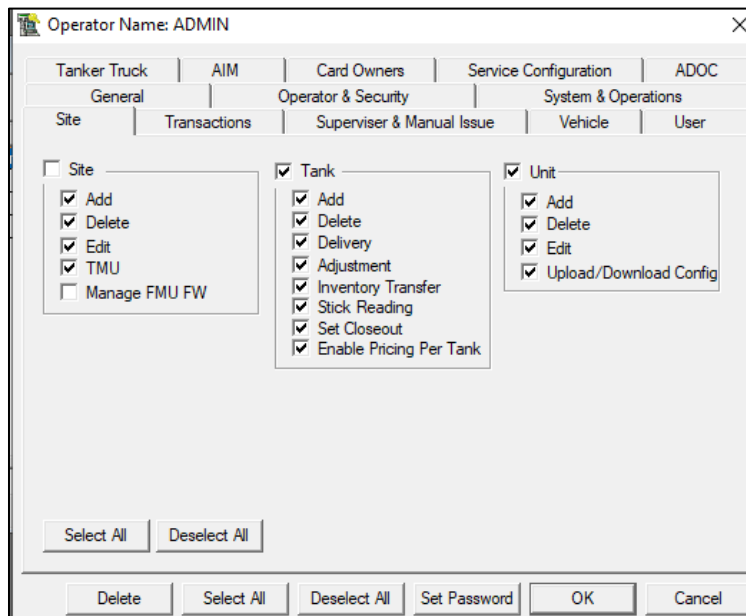 Operator Name: ADMIN
Tanker Truck AIM Card Owners Service Configuration ADOC
General Operator & Security System & Operations
Site Transactions Superviser & Manual Issue Vehicle User
Site
Add
Delete
Edit
TMU
Manage FMU FW
Tank
Add
Delete
Delivery
Adjustment
Inventory Transfer
Stick Reading
Set Closeout
Enable Pricing Per Tank
Unit
Add
Delete
Edit
Upload/Download Config
Select All Deselect All
Delete Select All Deselect All Set Password OK Cancel